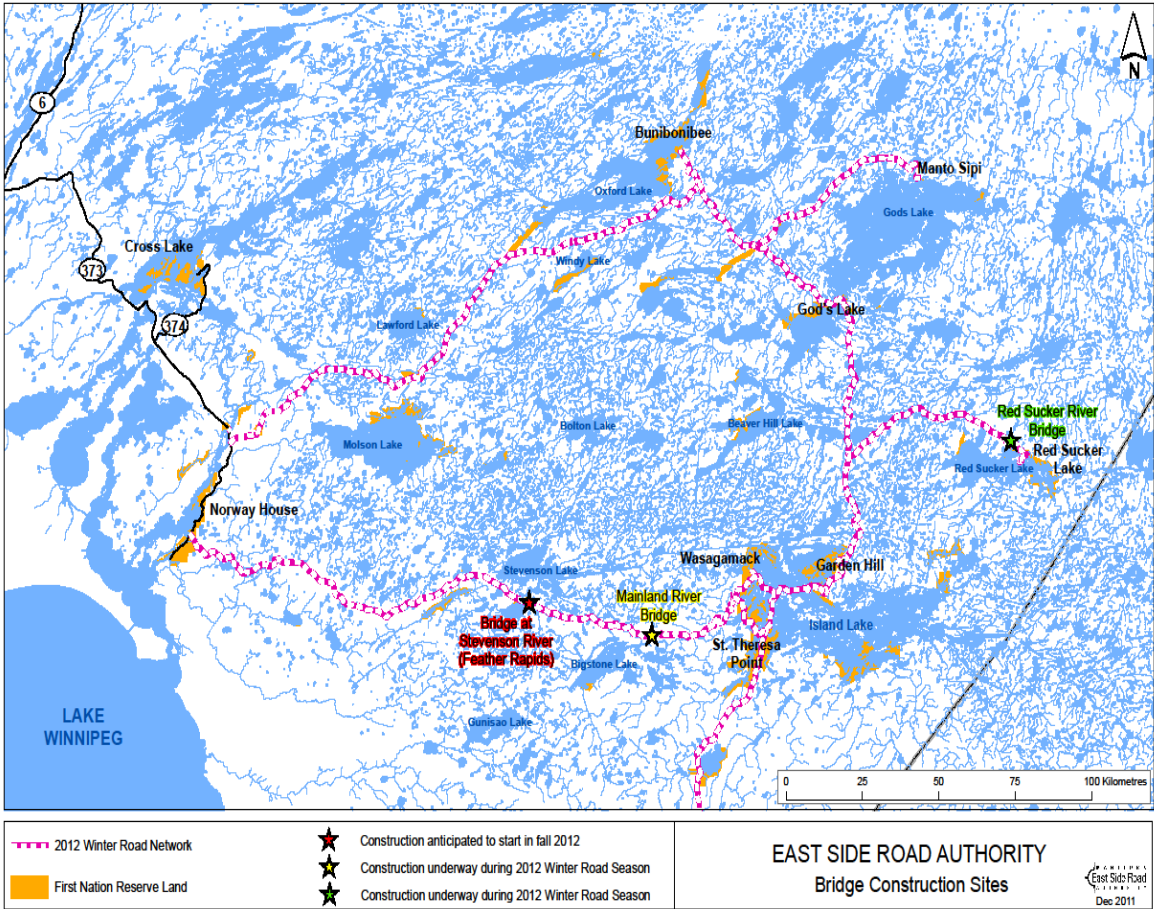 6
N
Bunibonibee
Manto Sipi
Oxford Lake
Gods Lake
Cross Lake
373
Windy Lake
374
God's Lake
Lawford Lake
Red Sucker River
Bridge
Beaver Hill Lake
Bolton Lake
Molson Lake
Red Sucker
Lake
Red Sucker Lake
Norway House
Wasagamack
Garden Hill
Stevenson Lake
Mainland River
Bridge
Bridge at
Stevenson River
(Feather Rapids)
Island Lake
St. Theresa
Point
Bigstone Lake
LAKE
WINNIPEG
Gunisao Lake
0 25 50 75 100 Kilometres
2012 Winter Road Network
First Nation Reserve Land
Construction anticipated to start in fall 2012
Construction underway during 2012 Winter Road Season
Construction underway during 2012 Winter Road Season
EAST SIDE ROAD AUTHORITY
Bridge Construction Sites
MANITOBA
East Side Road
AUTHORITY
Dec 2011